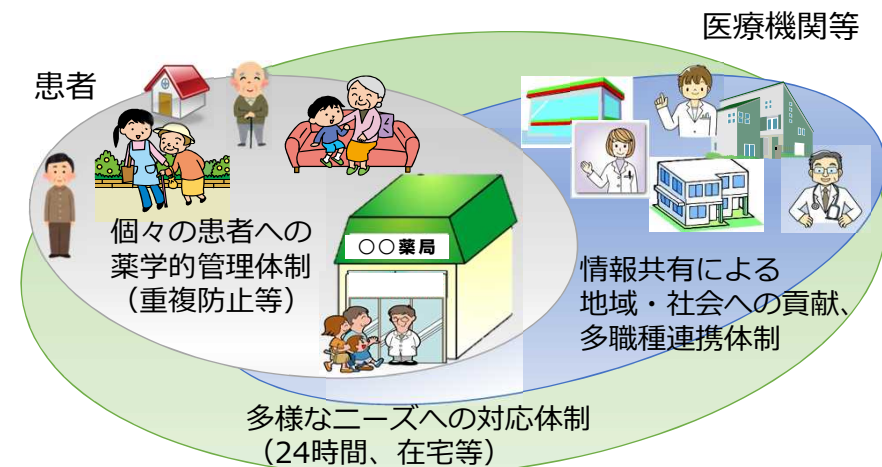 医療機関等
患者
個々の患者への
薬学的管理体制
（重複防止等）
○○薬局
情報共有による
地域・社会への貢献、
多職種連携体制
多様なニーズへの対応体制
（24時間、在宅等）